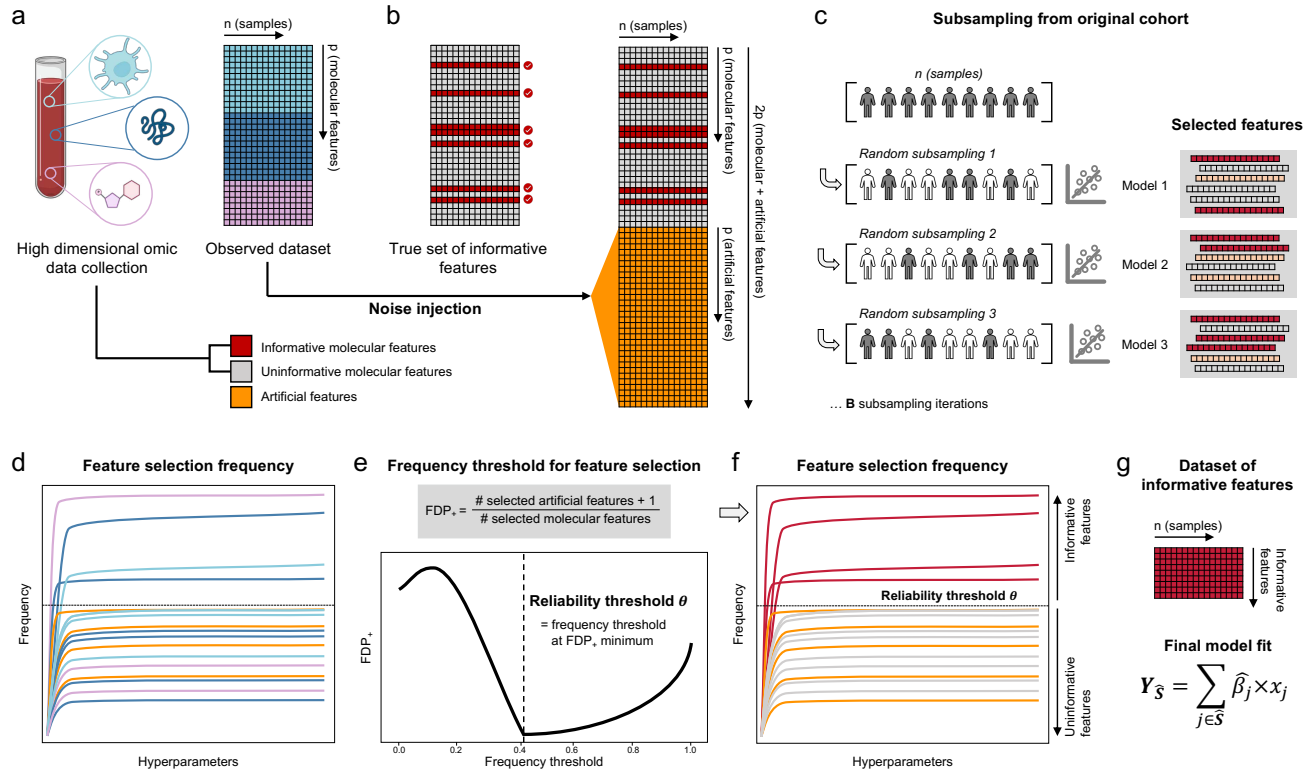 a
n (samples)
p (molecular features)
High dimensional omic
data collection
Observed dataset
b
n (samples)
True set of informative
features
p (molecular features)
p (artificial features)
2p (molecular + artificial features)
Noise injection
Informative molecular features
Uninformative molecular features
Artificial features
c
Subsampling from original cohort
n (samples)
Selected features
Random subsampling 1
Model 1
Random subsampling 2
Model 2
Random subsampling 3
Model 3
... B subsampling iterations
d
Feature selection frequency
Frequency
Hyperparameters
e
Frequency threshold for feature selection
FDP₊ = # selected artificial features + 1
# selected molecular features
FDP₊
Reliability threshold θ
= frequency threshold
at FDP₊ minimum
0.0 0.2 0.4 0.6 0.8 1.0
Frequency threshold
f
Feature selection frequency
Frequency
Reliability threshold θ
Informative
features
Uninformative
features
Hyperparameters
g
Dataset of
informative features
n (samples)
Informative
features
Final model fit
Y_Ŝ = ∑_{j∈Ŝ} β̂_j × x_j